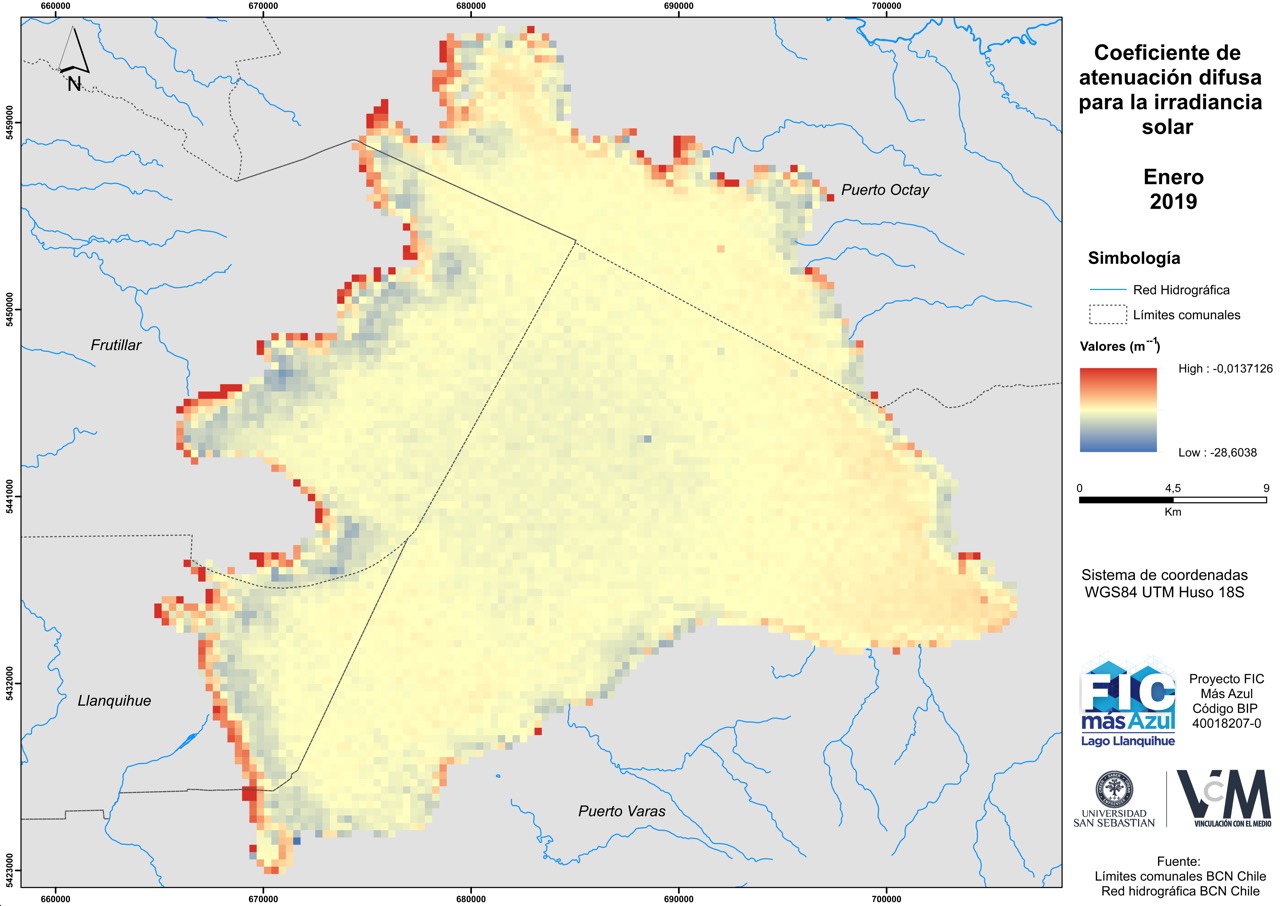 660000
670000
680000
690000
700000
N
5459000
5450000
5441000
5432000
5423000
Puerto Octay
Frutillar
Llanquihue
Puerto Varas
660000
670000
680000
690000
700000
Coeficiente de
atenuación difusa
para la irradiancia
solar
Enero
2019
Simbología
Red Hidrográfica
Límites comunales
Valores (m⁻¹)
High : -0,0137126
Low : -28,6038
0 4,5 9
Km
Sistema de coordenadas
WGS84 UTM Huso 18S
FIC
más Azul
Lago Llanquihue
Proyecto FIC
Más Azul
Código BIP
40018207-0
UNIVERSIDAD
SAN SEBASTIAN
VCM
VINCULACIÓN CON EL MEDIO
Fuente:
Límites comunales BCN Chile
Red hidrográfica BCN Chile